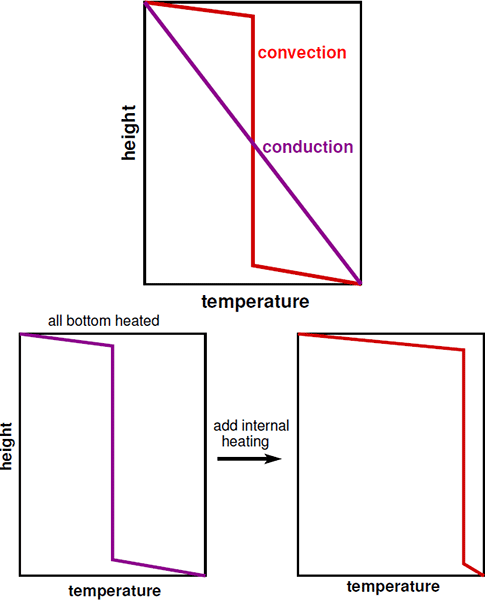 convection
conduction
height
temperature
all bottom heated
add internal
heating
height
temperature
temperature